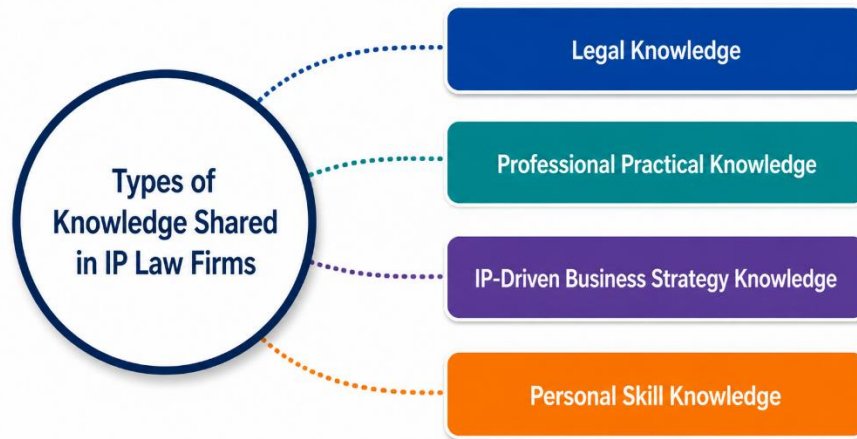 Types of
Knowledge Shared
in IP Law Firms
Legal Knowledge
Professional Practical Knowledge
IP-Driven Business Strategy Knowledge
Personal Skill Knowledge